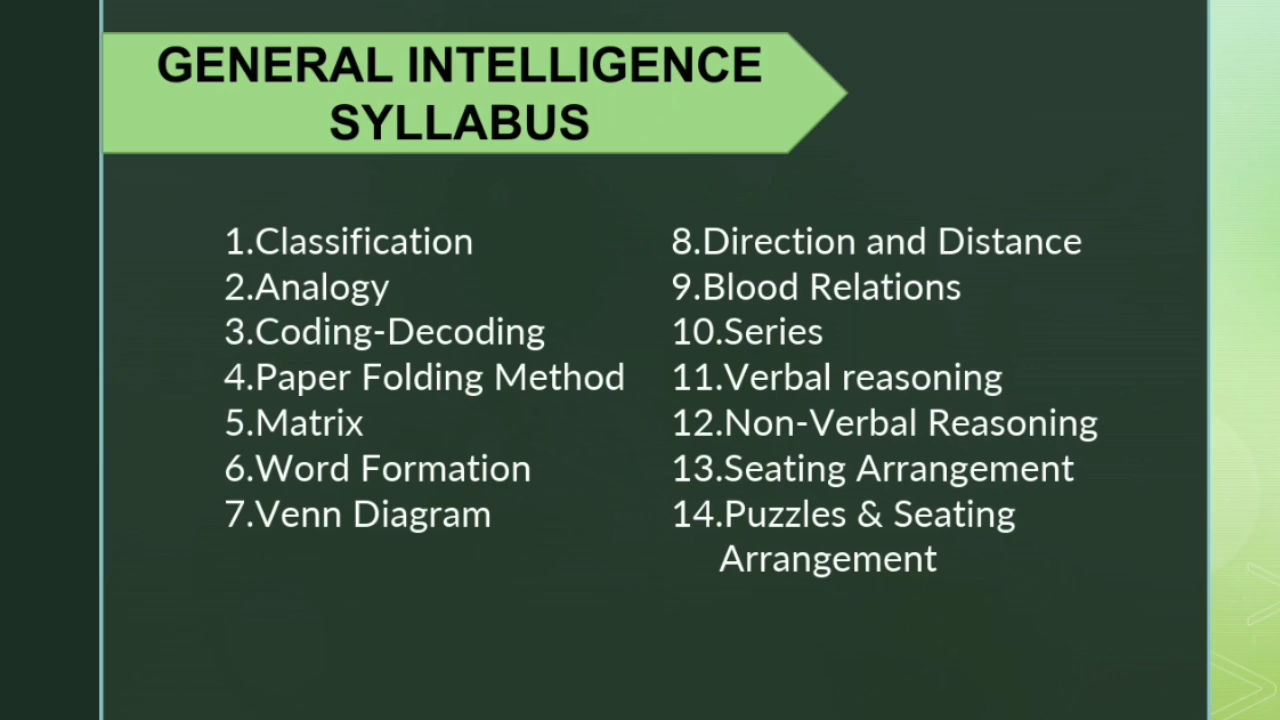 GENERAL INTELLIGENCE
SYLLABUS
1.Classification
2.Analogy
3.Coding-Decoding
4.Paper Folding Method
5.Matrix
6.Word Formation
7.Venn Diagram
8.Direction and Distance
9.Blood Relations
10.Series
11.Verbal reasoning
12.Non-Verbal Reasoning
13.Seating Arrangement
14.Puzzles & Seating
Arrangement